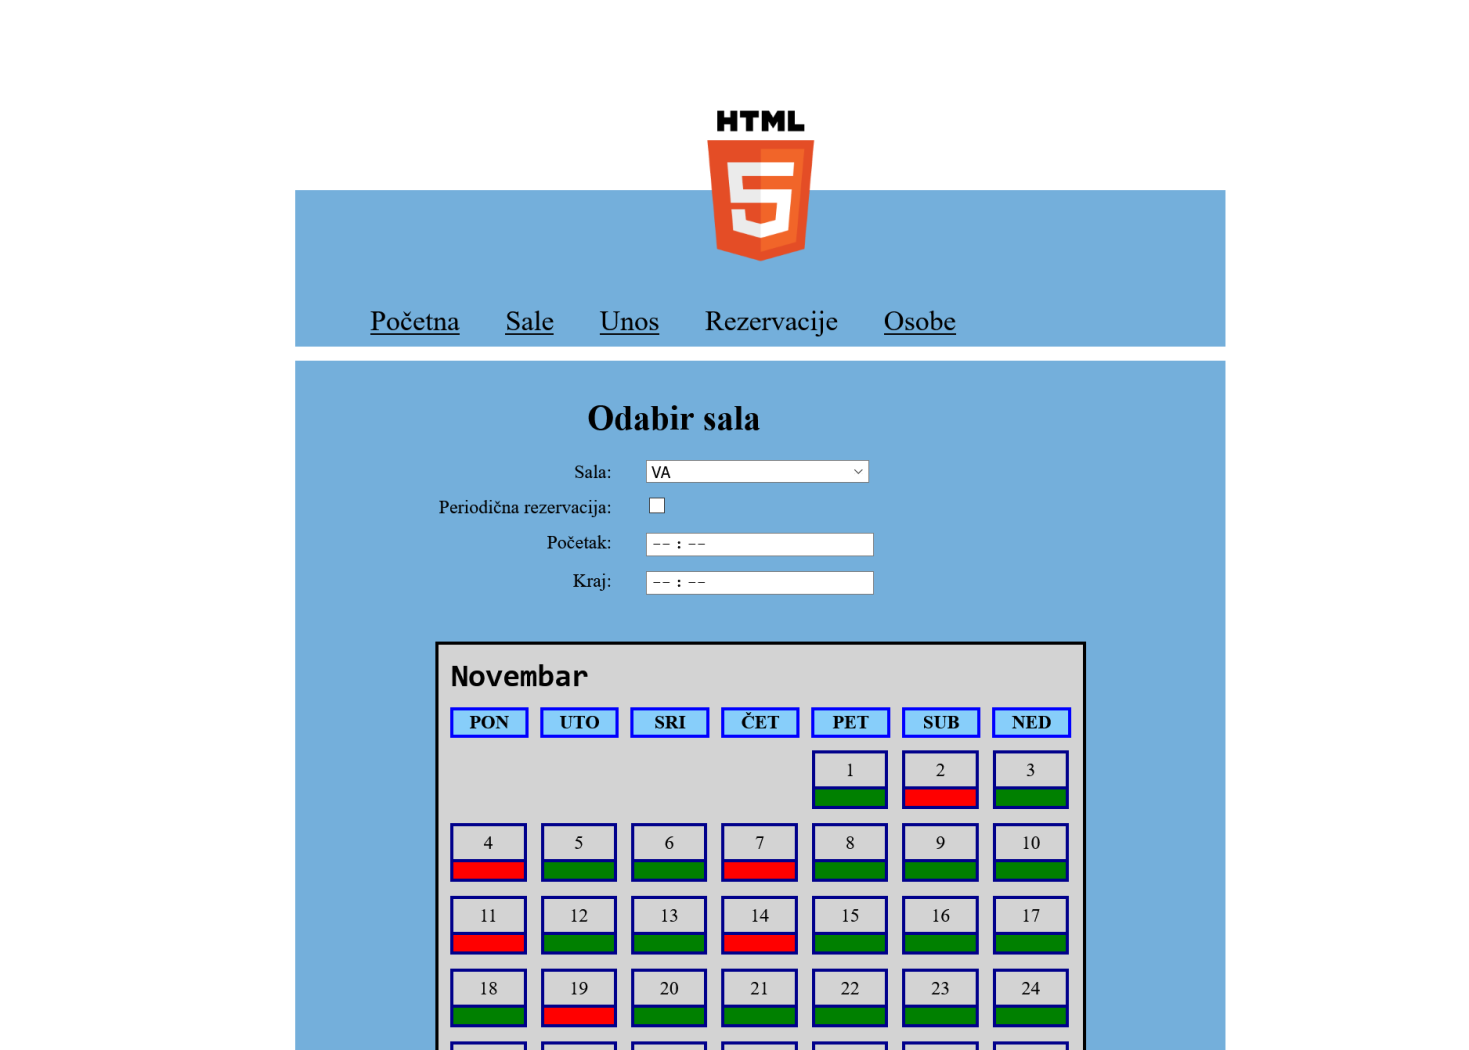 HTML
5
Početna Sale Unos Rezervacije Osobe
Odabir sala
Sala: VA
Periodična rezervacija:
Početak: -- : --
Kraj: -- : --
Novembar
PON UTO SRI ČET PET SUB NED
1 2 3
4 5 6 7 8 9 10
11 12 13 14 15 16 17
18 19 20 21 22 23 24